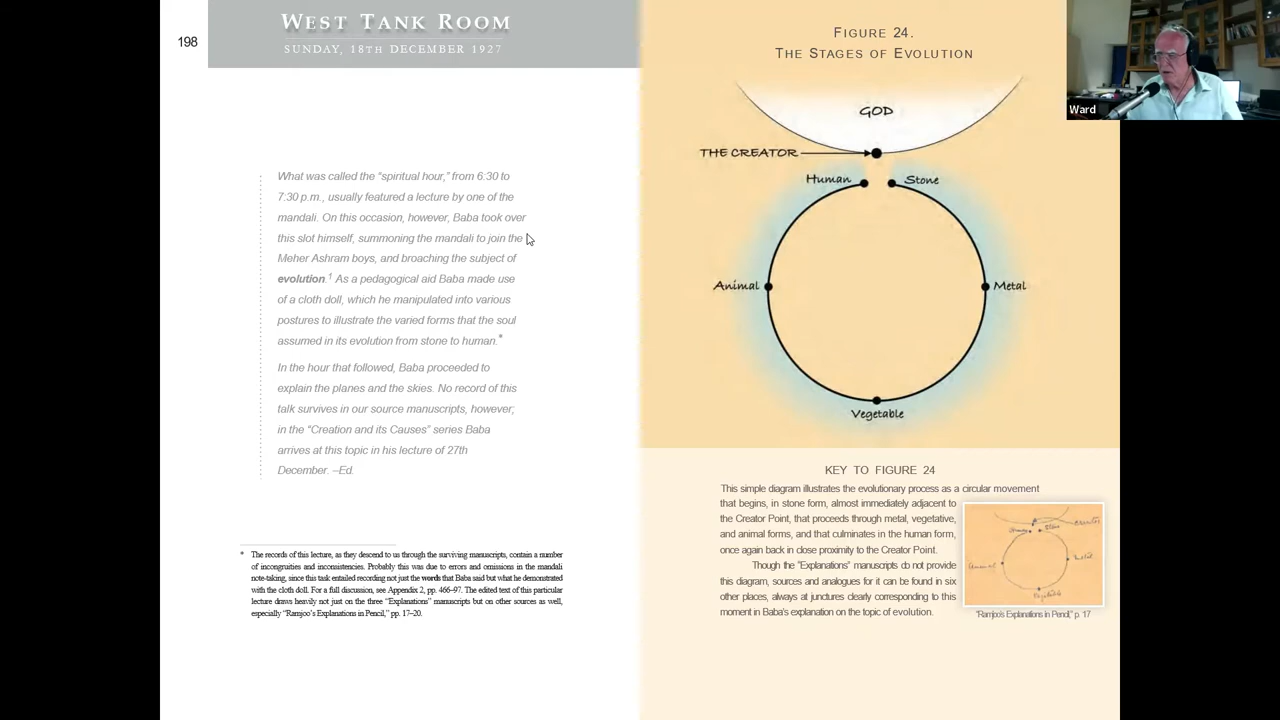 198
WEST TANK ROOM
SUNDAY, 18TH DECEMBER 1927
What was called the “spiritual hour,” from 6:30 to
7:30 p.m., usually featured a lecture by one of the
mandali. On this occasion, however, Baba took over
this slot himself, summoning the mandali to join the
Meher Ashram boys, and broaching the subject of
evolution.1 As a pedagogical aid Baba made use
of a cloth doll, which he manipulated into various
postures to illustrate the varied forms that the soul
assumed in its evolution from stone to human.*
In the hour that followed, Baba proceeded to
explain the planes and the skies. No record of this
talk survives in our source manuscripts, however;
in the “Creation and its Causes” series Baba
arrives at this topic in his lecture of 27th
December. –Ed.
* The records of this lecture, as they descend to us through the surviving manuscripts, contain a number
of incongruities and inconsistencies. Probably this was due to errors and omissions in the mandali
note-taking, since this task entailed recording not just the words that Baba said but what he demonstrated
with the cloth doll. For a full discussion, see Appendix 2, pp. 466–97. The edited text of this particular
lecture draws heavily not just on the three “Explanations” manuscripts but on other sources as well,
especially “Ramjoo's Explanations in Pencil,” pp. 17–20.
FIGURE 24.
THE STAGES OF EVOLUTION
GOD
THE CREATOR
Human
Stone
Animal
Metal
Vegetable
KEY TO FIGURE 24
This simple diagram illustrates the evolutionary process as a circular movement
that begins, in stone form, almost immediately adjacent to
the Creator Point, that proceeds through metal, vegetative,
and animal forms, and that culminates in the human form,
once again back in close proximity to the Creator Point.
Though the “Explanations” manuscripts do not provide
this diagram, sources and analogues for it can be found in six
other places, always at junctures clearly corresponding to this
moment in Baba's explanation on the topic of evolution.
Stone
Metal
Animal
Vegetable
“Ramjoo's Explanations in Pencil,” p. 17
Ward